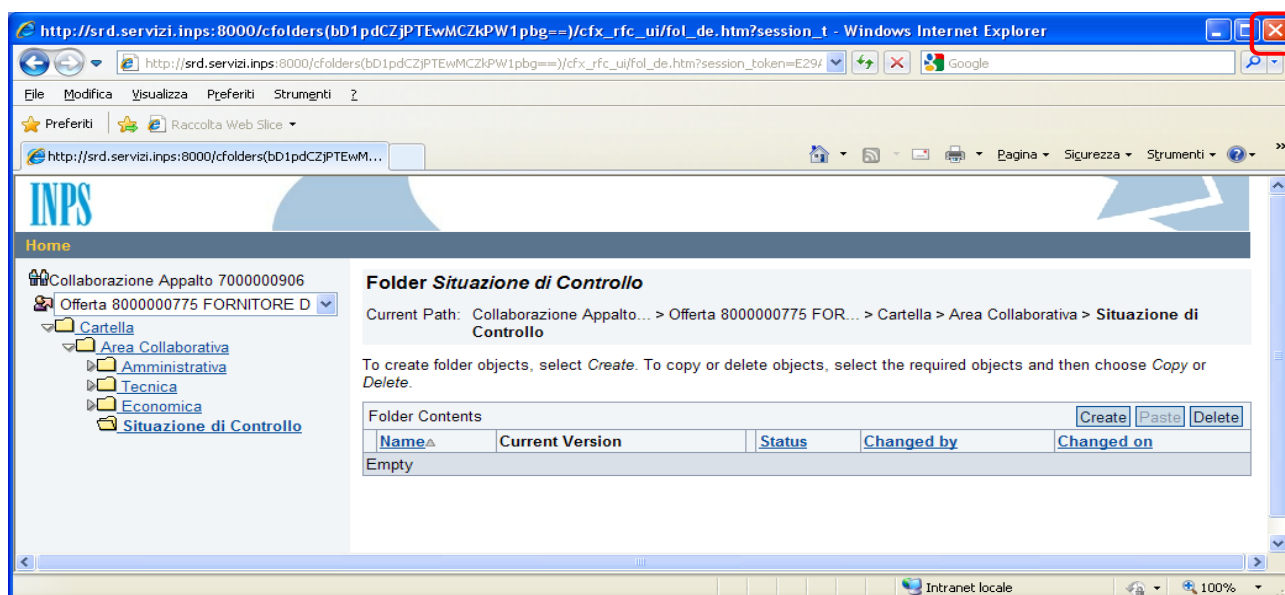 http://srd.servizi.inps:8000/cfolders(bD1pdCZjPTEwMCZkPW1pbg==)/cfx_rfc_ui/fol_de.htm?session_t - Windows Internet Explorer
http://srd.servizi.inps:8000/cfolders(bD1pdCZjPTEwMCZkPW1pbg==)/cfx_rfc_ui/fol_de.htm?session_token=E29
Google
File Modifica Visualizza Preferiti Strumenti ?
Preferiti Raccolta Web Slice
http://srd.servizi.inps:8000/cfolders(bD1pdCZjPTEwM...
Pagina Sicurezza Strumenti »
INPS
Home
Collaborazione Appalto 7000000906
Offerta 8000000775 FORNITORE D
Cartella
Area Collaborativa
Amministrativa
Tecnica
Economica
Situazione di Controllo
Folder Situazione di Controllo
Current Path: Collaborazione Appalto... > Offerta 8000000775 FOR... > Cartella > Area Collaborativa > Situazione di
Controllo
To create folder objects, select Create. To copy or delete objects, select the required objects and then choose Copy or
Delete.
Folder Contents Create Paste Delete
Name Current Version Status Changed by Changed on
Empty
Intranet locale 100%